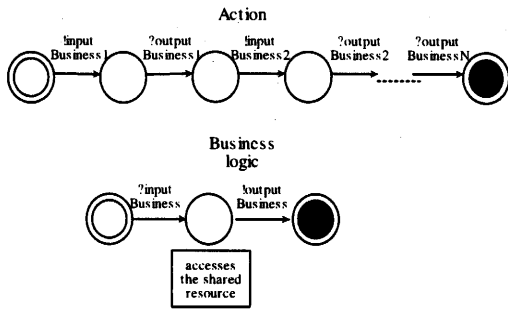 Action
!input
Business1
?output
Business1
!input
Business2
?output
Business2
?output
BusinessN
Business
logic
?input
Business
!output
Business
accesses
the shared
resource